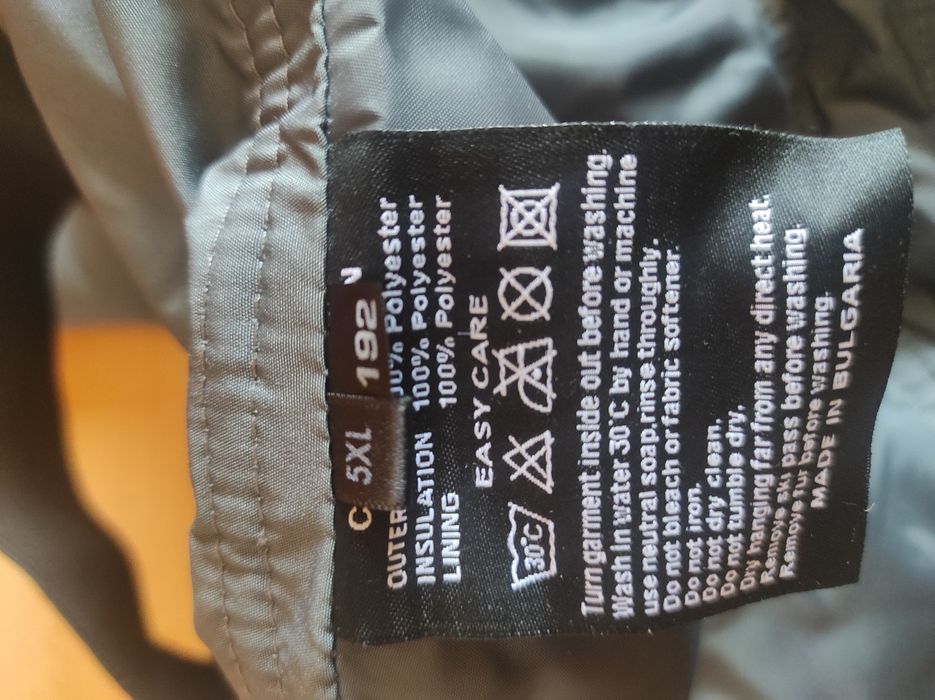 192
5XL
OUTER 100% Polyester
INSULATION 100% Polyester
LINING 100% Polyester
EASY CARE
30°C
Turn garment inside out before washing.
Wash in water 30°C by hand or machine
use neutral soap.rinse throughly.
Do not bleach or fabric softener.
Do not iron.
Do not dry clean.
Do not tumble dry.
Dry hanging far from any direct heat.
Remove ski pass before washing.
Remove fur before washing.
MADE IN BULGARIA